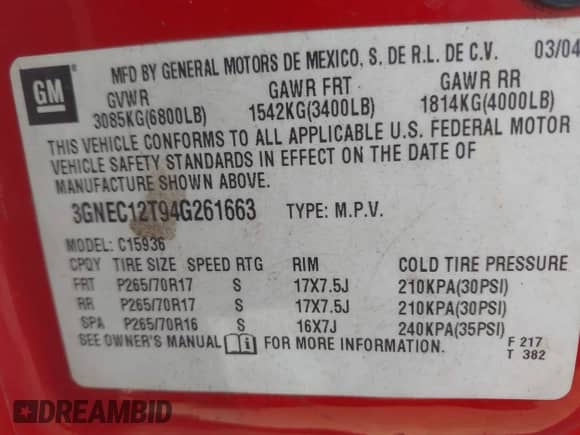 GM
MFD BY GENERAL MOTORS DE MEXICO, S. DE R.L. DE C.V. 03/04
GVWR GAWR FRT GAWR RR
3085KG(6800LB) 1542KG(3400LB) 1814KG(4000LB)
THIS VEHICLE CONFORMS TO ALL APPLICABLE U.S. FEDERAL MOTOR
VEHICLE SAFETY STANDARDS IN EFFECT ON THE DATE OF
MANUFACTURE SHOWN ABOVE.
3GNEC12T94G261663 TYPE: M.P.V.
MODEL: C15936
CPQY TIRE SIZE SPEED RTG RIM COLD TIRE PRESSURE
FRT P265/70R17 S 17X7.5J 210KPA(30PSI)
RR P265/70R17 S 17X7.5J 210KPA(30PSI)
SPA P265/70R16 S 16X7J 240KPA(35PSI)
SEE OWNER'S MANUAL FOR MORE INFORMATION.
F 217
T 382
DREAMBID